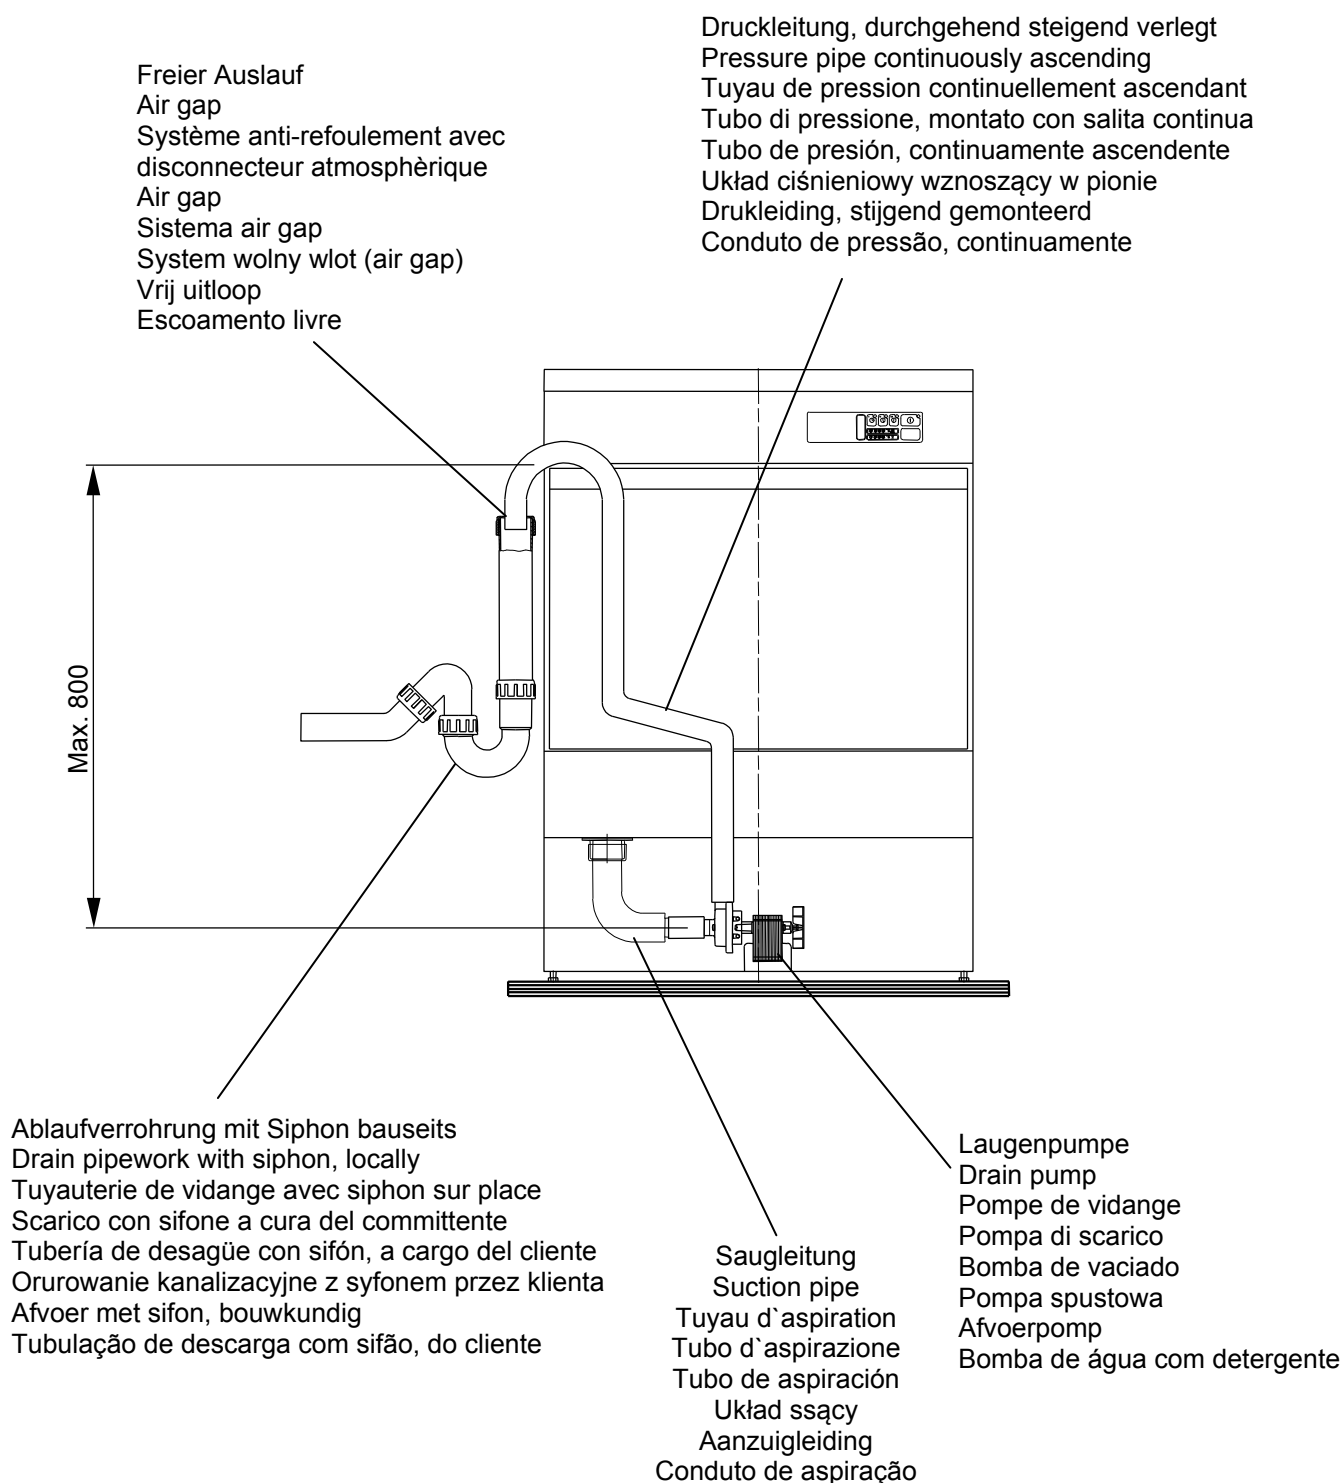 Druckleitung, durchgehend steigend verlegt
Pressure pipe continuously ascending
Tuyau de pression continuellement ascendant
Tubo di pressione, montato con salita continua
Tubo de presión, continuamente ascendente
Układ ciśnieniowy wznoszący w pionie
Drukleiding, stijgend gemonteerd
Conduto de pressão, continuamente
Freier Auslauf
Air gap
Système anti-refoulement avec
disconnecteur atmosphèrique
Air gap
Sistema air gap
System wolny wlot (air gap)
Vrij uitloop
Escoamento livre
Max. 800
Ablaufverrohrung mit Siphon bauseits
Drain pipework with siphon, locally
Tuyauterie de vidange avec siphon sur place
Scarico con sifone a cura del committente
Tubería de desagüe con sifón, a cargo del cliente
Orurowanie kanalizacyjne z syfonem przez klienta
Afvoer met sifon, bouwkundig
Tubulação de descarga com sifão, do cliente
Saugleitung
Suction pipe
Tuyau d`aspiration
Tubo d`aspirazione
Tubo de aspiración
Układ ssący
Aanzuigleiding
Conduto de aspiração
Laugenpumpe
Drain pump
Pompe de vidange
Pompa di scarico
Bomba de vaciado
Pompa spustowa
Afvoerpomp
Bomba de água com detergente